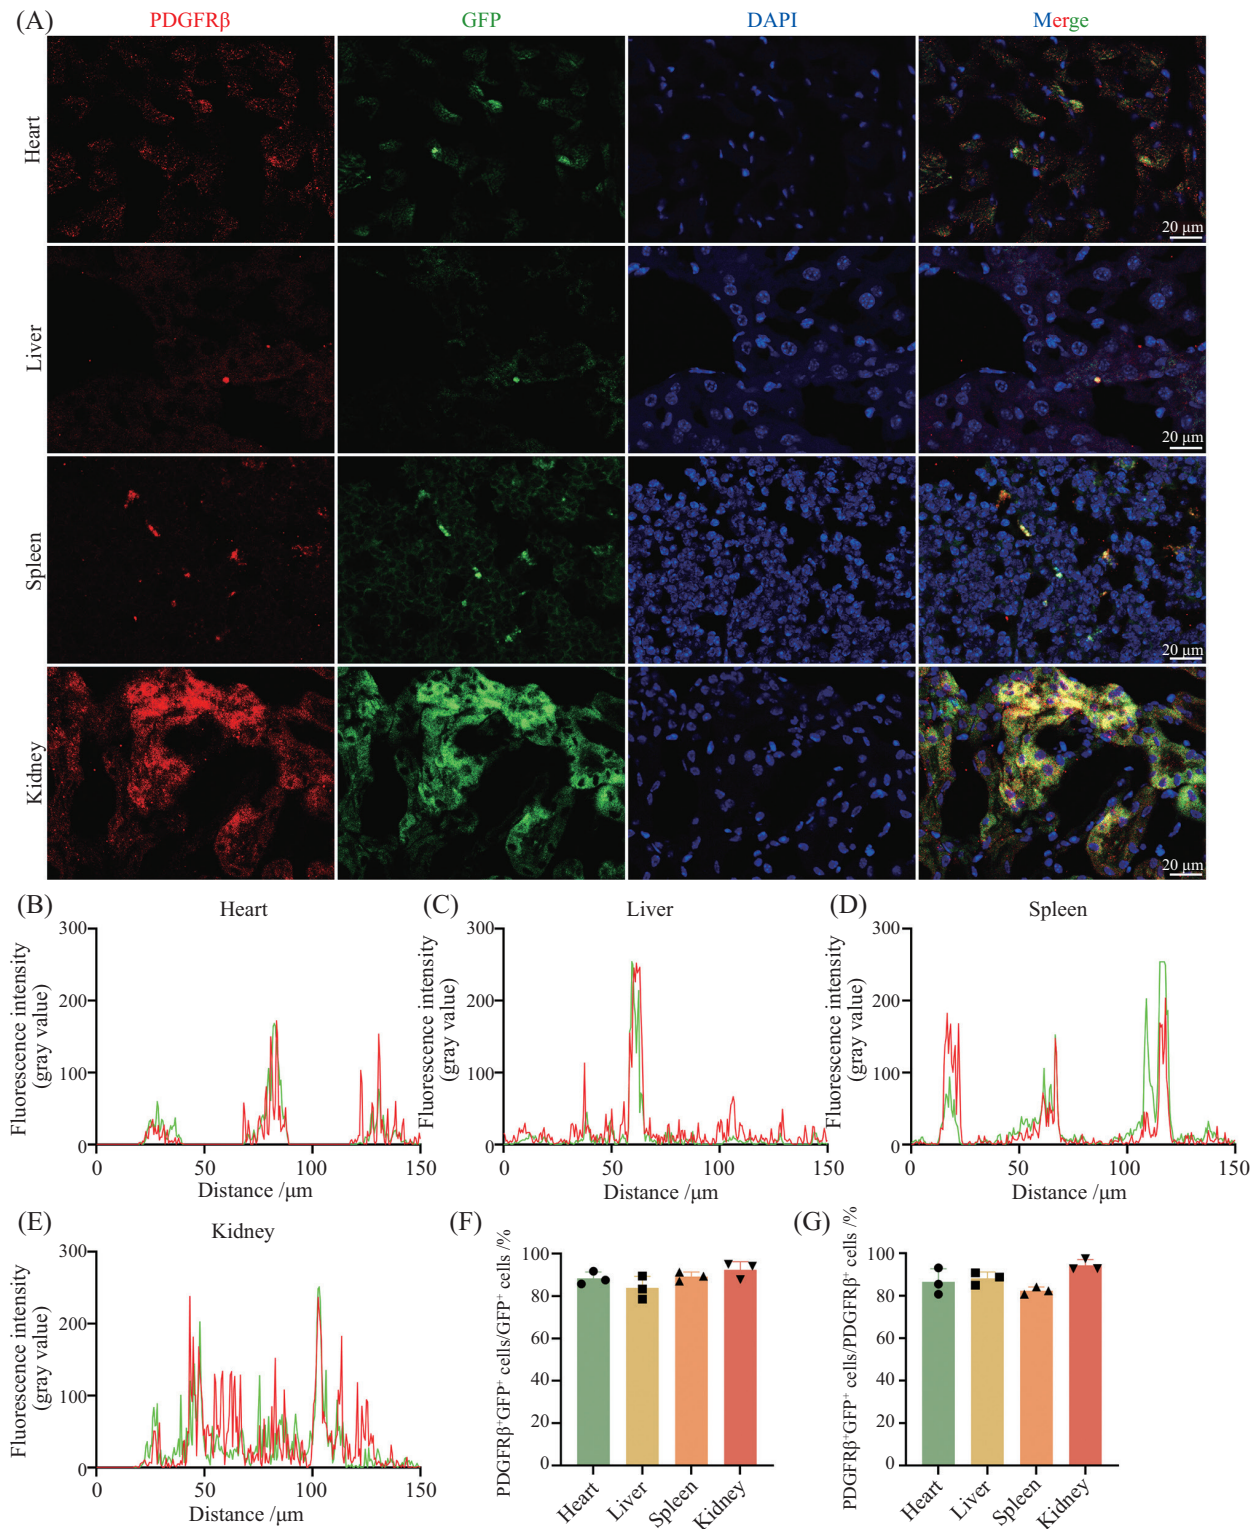 (A)
PDGFRβ GFP DAPI Merge
Heart
20 μm
Liver
20 μm
Spleen
20 μm
Kidney
20 μm
(B) Heart
Fluorescence intensity
(gray value)
300
200
100
0
0 50 100 150
Distance /μm
(C) Liver
Fluorescence intensity
(gray value)
300
200
100
0
0 50 100 150
Distance /μm
(D) Spleen
Fluorescence intensity
(gray value)
300
200
100
0
0 50 100 150
Distance /μm
(E) Kidney
Fluorescence intensity
(gray value)
300
200
100
0
0 50 100 150
Distance /μm
(F)
PDGFRβ⁺GFP⁺ cells/GFP⁺ cells /%
100
80
60
40
20
0
Heart Liver Spleen Kidney
(G)
PDGFRβ⁺GFP⁺ cells/PDGFRβ⁺ cells /%
100
80
60
40
20
0
Heart Liver Spleen Kidney